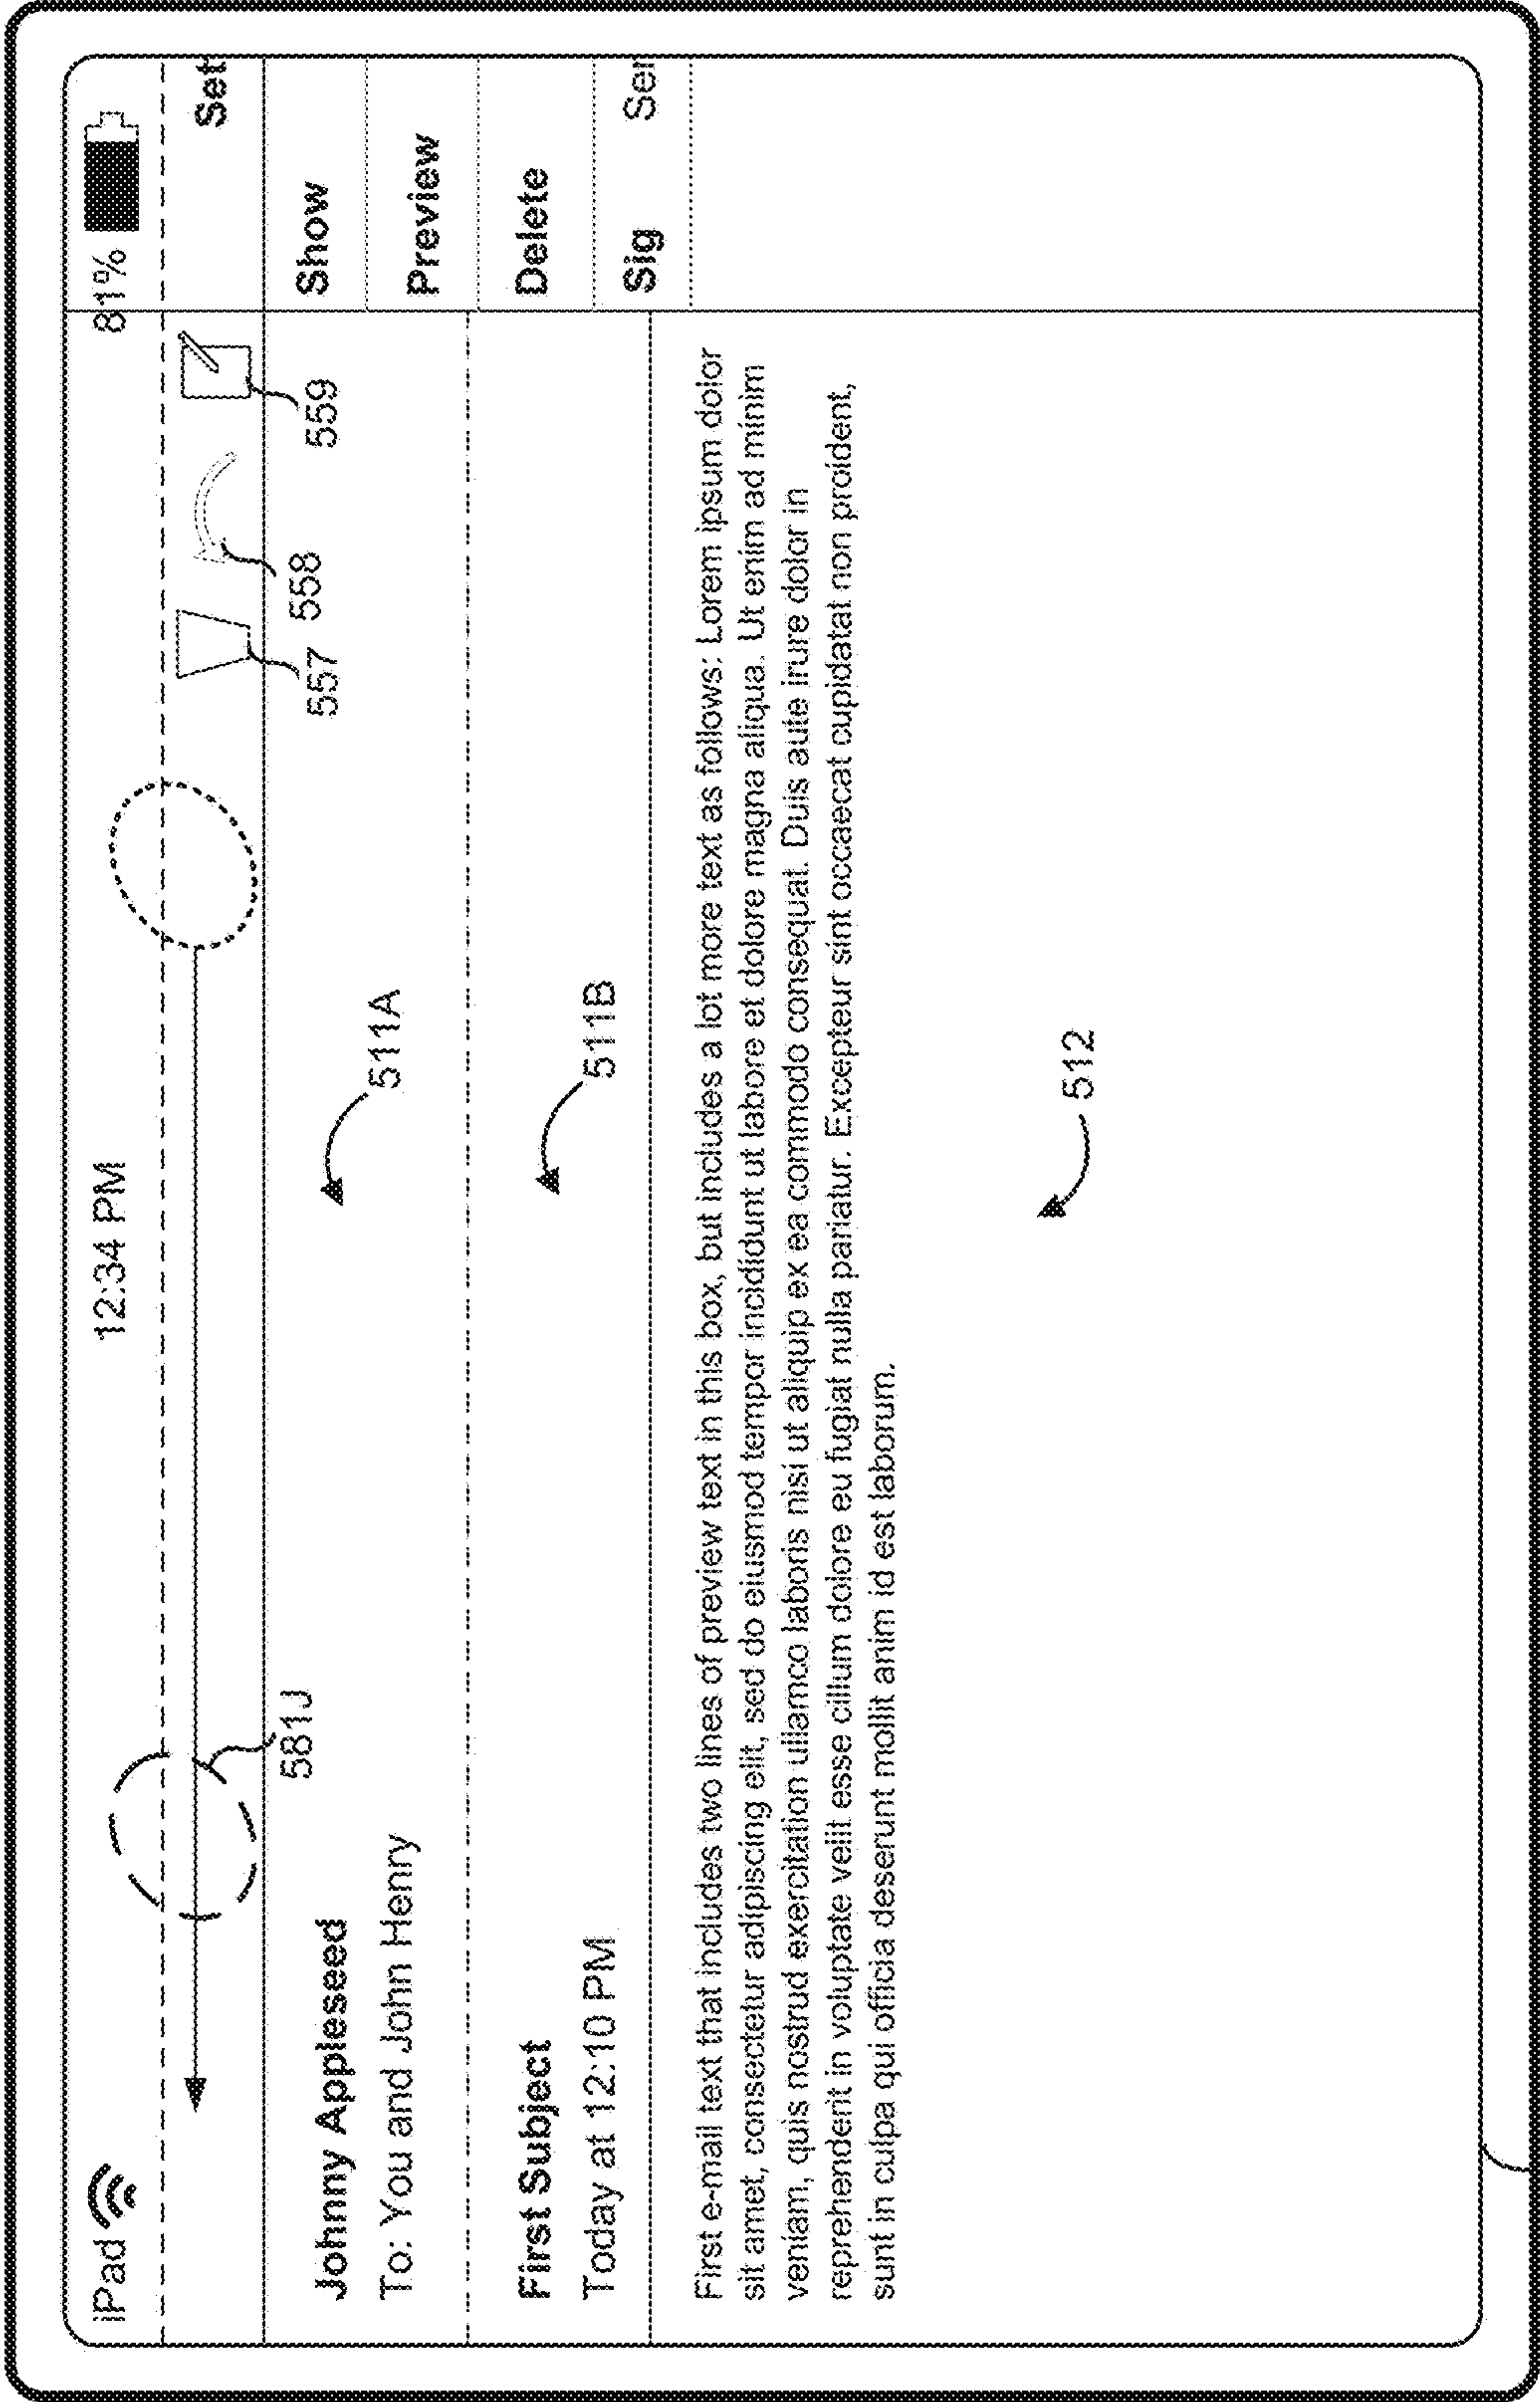 iPad 12:34 PM 81%
Set
557 558 559
581J
Johnny Appleseed
To: You and John Henry
511A
First Subject
Today at 12:10 PM
511B
Show
Preview
Delete
Sig Ser
First e-mail text that includes two lines of preview text in this box, but includes a lot more text as follows: Lorem ipsum dolor
sit amet, consectetur adipiscing elit, sed do eiusmod tempor incididunt ut labore et dolore magna aliqua. Ut enim ad minim
veniam, quis nostrud exercitation ullamco laboris nisi ut aliquip ex ea commodo consequat. Duis aute irure dolor in
reprehenderit in voluptate velit esse cillum dolore eu fugiat nulla pariatur. Excepteur sint occaecat cupidatat non proident,
sunt in culpa qui officia deserunt mollit anim id est laborum.
512